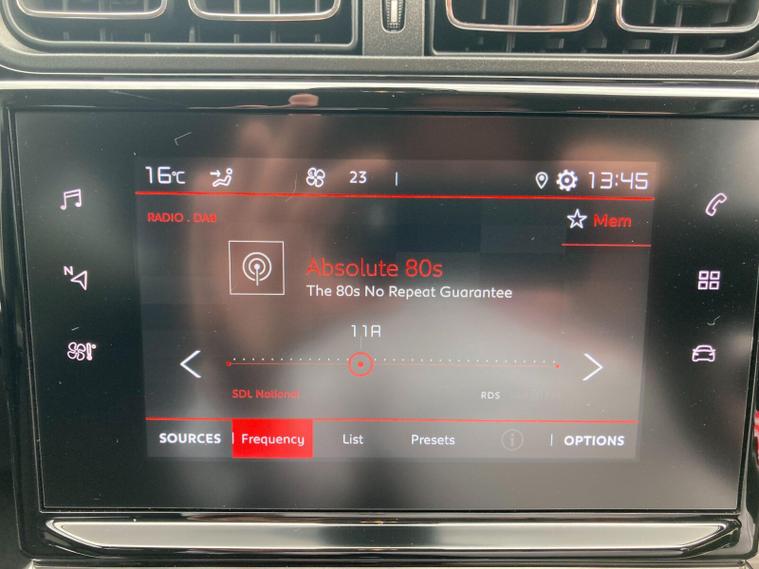 16°C 23 13:45
RADIO . DAB
Mem
Absolute 80s
The 80s No Repeat Guarantee
11A
SDL National RDS
SOURCES Frequency List Presets OPTIONS
N